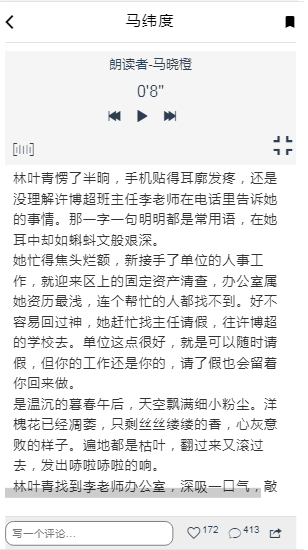 马纬度
朗读者-马晓橙
0'8"
林叶青愣了半晌，手机贴得耳廓发疼，还是
没理解许博超班主任李老师在电话里告诉她
的事情。那一字一句明明都是常用语，在她
耳中却如蝌蚪文般艰深。
她忙得焦头烂额，新接手了单位的人事工
作，就迎来区上的固定资产清查，办公室属
她资历最浅，连个帮忙的人都找不到。好不
容易回过神，她赶忙找主任请假，往许博超
的学校去。单位这点很好，就是可以随时请
假，但你的工作还是你的，请了假也会留着
你回来做。
是温沉的暮春午后，天空飘满细小粉尘。洋
槐花已经凋萎，只剩丝丝缕缕的香，心灰意
败的样子。遍地都是枯叶，翻过来又滚过
去，发出哧啦哧啦的响。
林叶青找到李老师办公室，深吸一口气，敲
写一个评论...
172
413